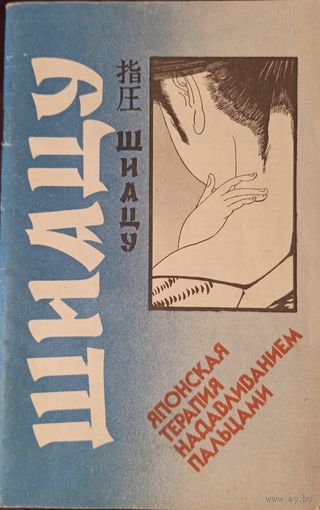 ШИАЦУ
指圧
ШИАЦУ
ЯПОНСКАЯ
ТЕРАПИЯ
НАДАВЛИВАНИЕМ
ПАЛЬЦАМИ
www.ay.by